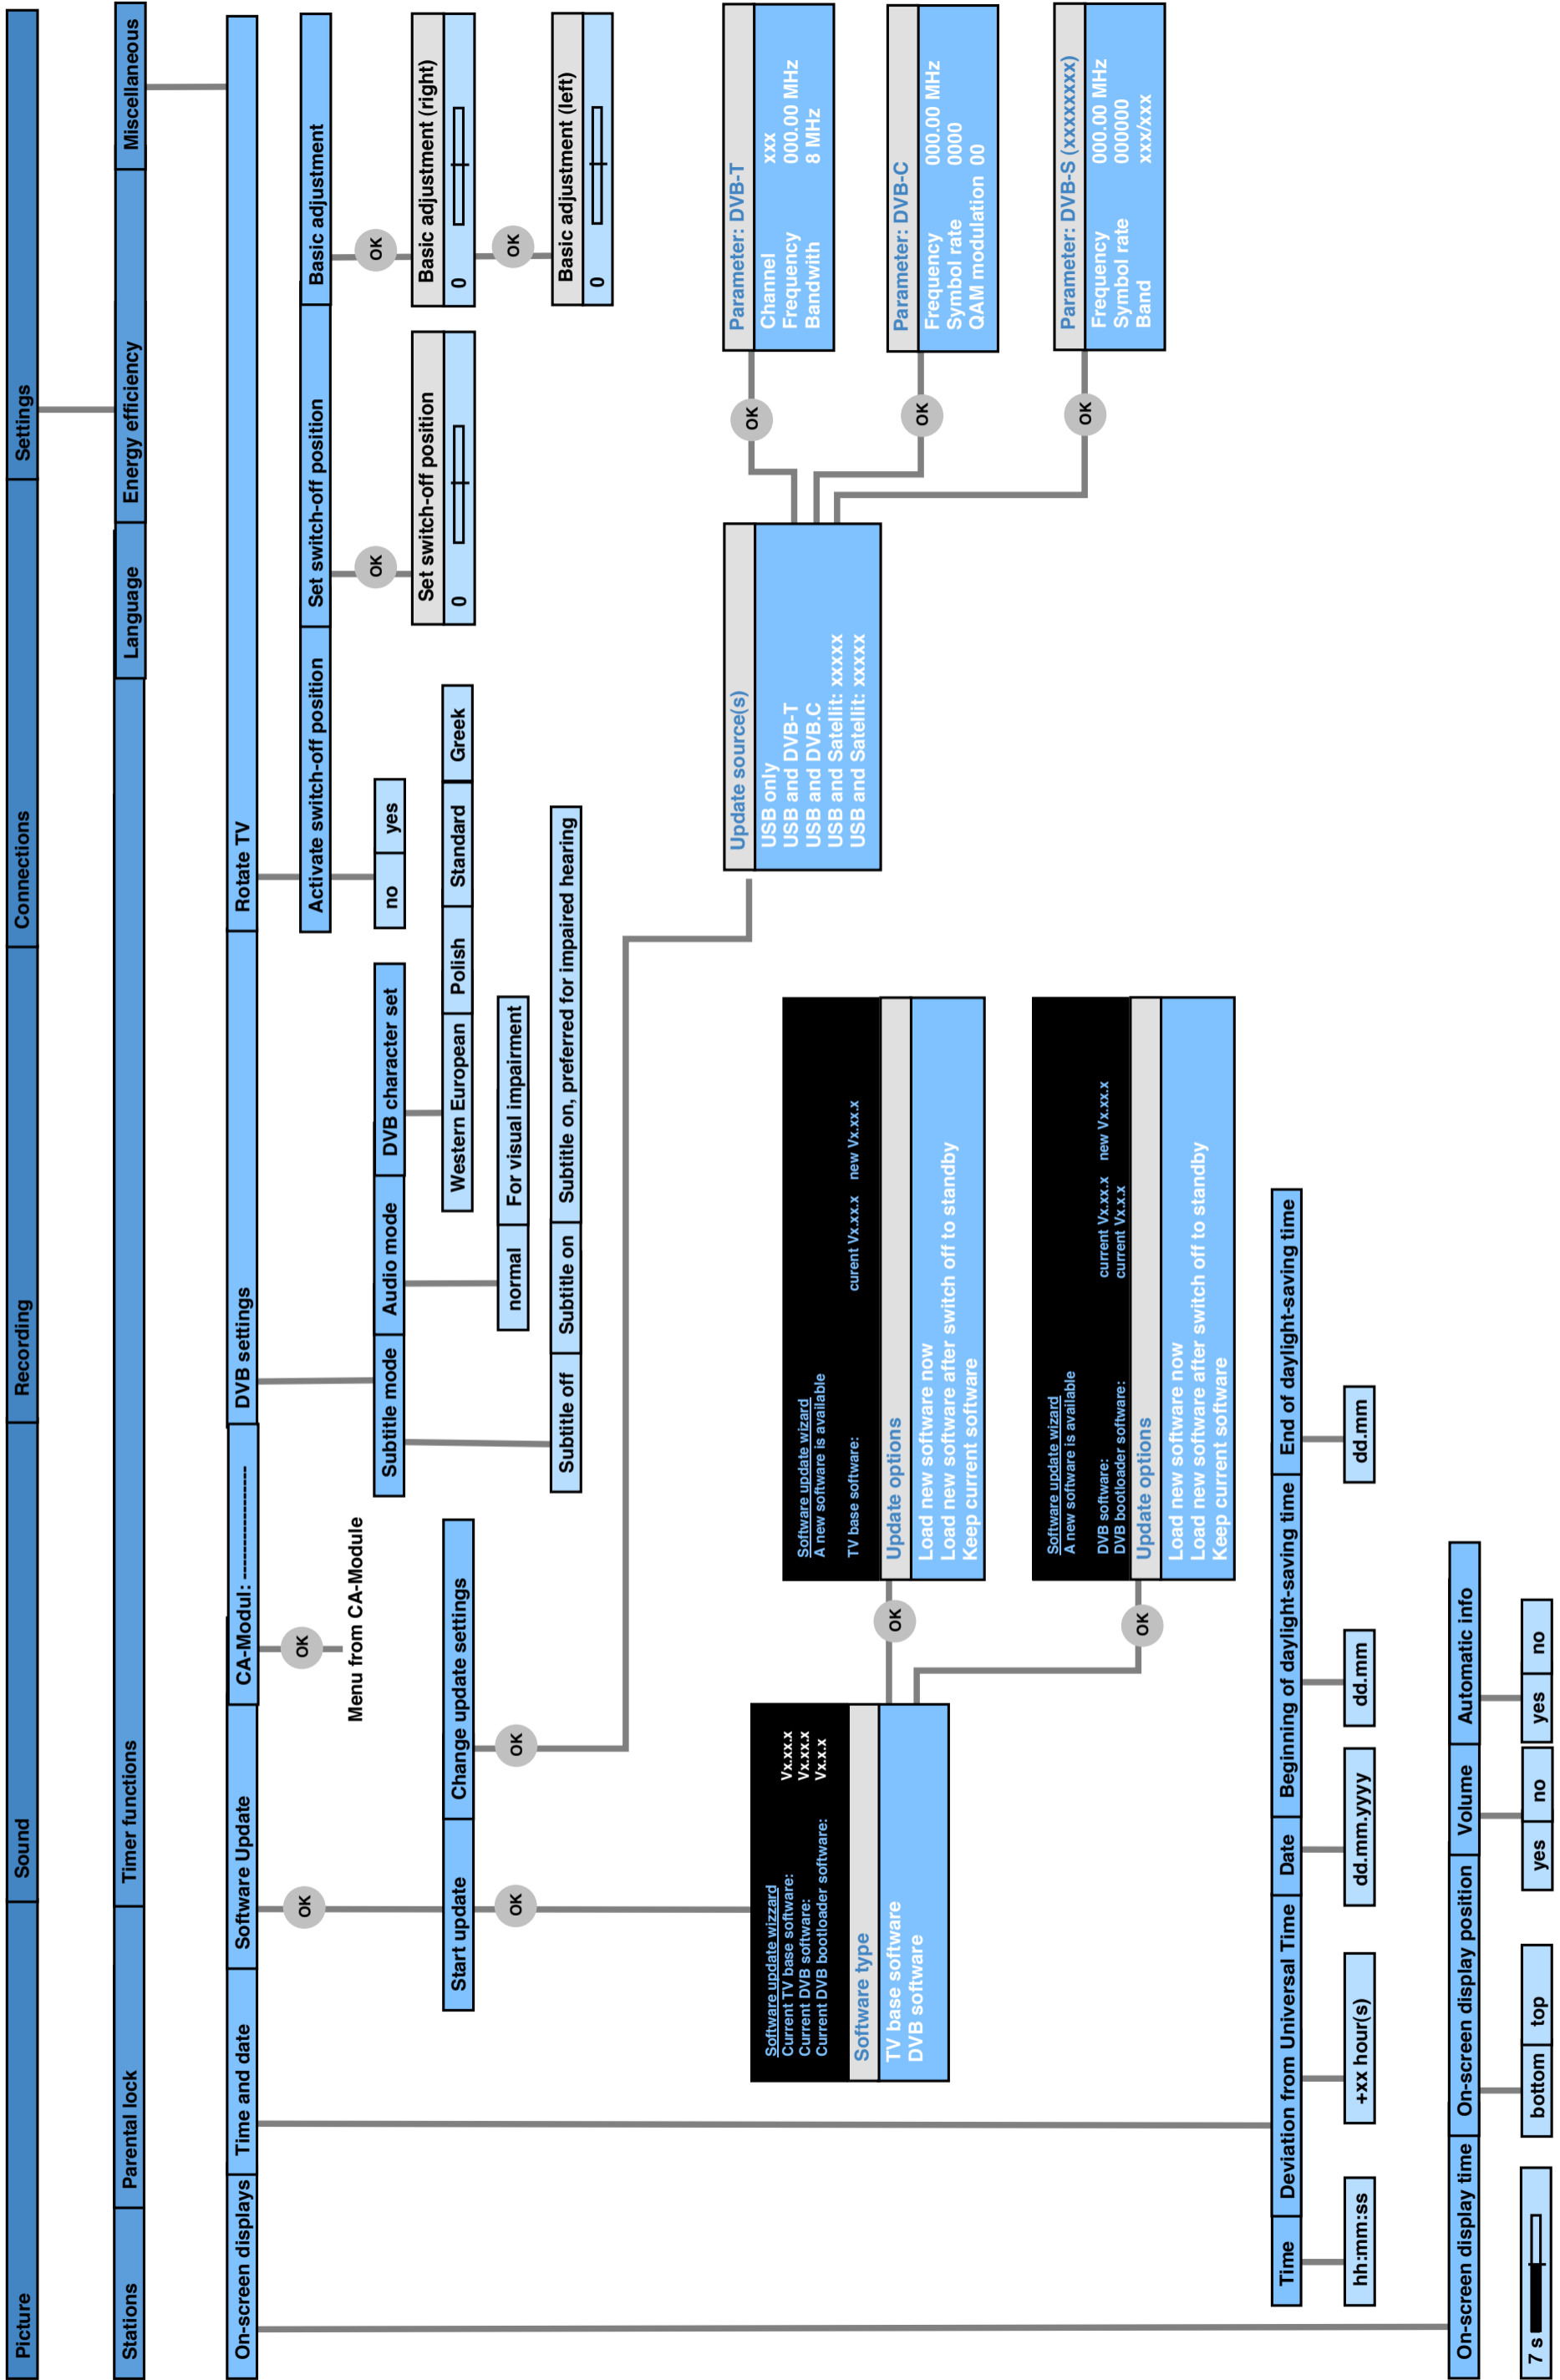 Picture
Sound
Recording
Connections
Settings
Stations
Parental lock
Timer functions
Language
Energy efficiency
Miscellaneous
On-screen displays
Time and date
Software Update
CA-Modul: ------------------
DVB settings
Rotate TV
OK
OK
Menu from CA-Module
Activate switch-off position
Set switch-off position
Basic adjustment
no
yes
OK
OK
Set switch-off position
0
Basic adjustment (right)
0
OK
Basic adjustment (left)
0
Subtitle mode
Audio mode
DVB character set
Western European
Polish
Standard
Greek
normal
For visual impairment
Subtitle off
Subtitle on
Subtitle on, preferred for impaired hearing
Start update
Change update settings
OK
OK
Software update wizzard
Current TV base software: Vx.xx.x
Current DVB software: Vx.xx.x
Current DVB bootloader software: Vx.x.x
Software type
TV base software
DVB software
OK
OK
Software update wizard
A new software is available
TV base software: curent Vx.xx.x new Vx.xx.x
Update options
Load new software now
Load new software after switch off to standby
Keep current software
Software update wizard
A new software is available
DVB software: current Vx.xx.x new Vx.xx.x
DVB bootloader software: current Vx.x.x
Update options
Load new software now
Load new software after switch off to standby
Keep current software
Update source(s)
USB only
USB and DVB-T
USB and DVB.C
USB and Satellit: xxxxx
USB and Satellit: xxxxx
OK
OK
OK
Parameter: DVB-T
Channel xxx
Frequency 000.00 MHz
Bandwith 8 MHz
Parameter: DVB-C
Frequency 000.00 MHz
Symbol rate 0000
QAM modulation 00
Parameter: DVB-S (xxxxxxxx)
Frequency 000.00 MHz
Symbol rate 000000
Band xxx/xxx
Time
Deviation from Universal Time
Date
Beginning of daylight-saving time
End of daylight-saving time
hh:mm:ss
+xx hour(s)
dd.mm.yyyy
dd.mm
dd.mm
On-screen display time
On-screen display position
Volume
Automatic info
7 s
bottom
top
yes
no
yes
no